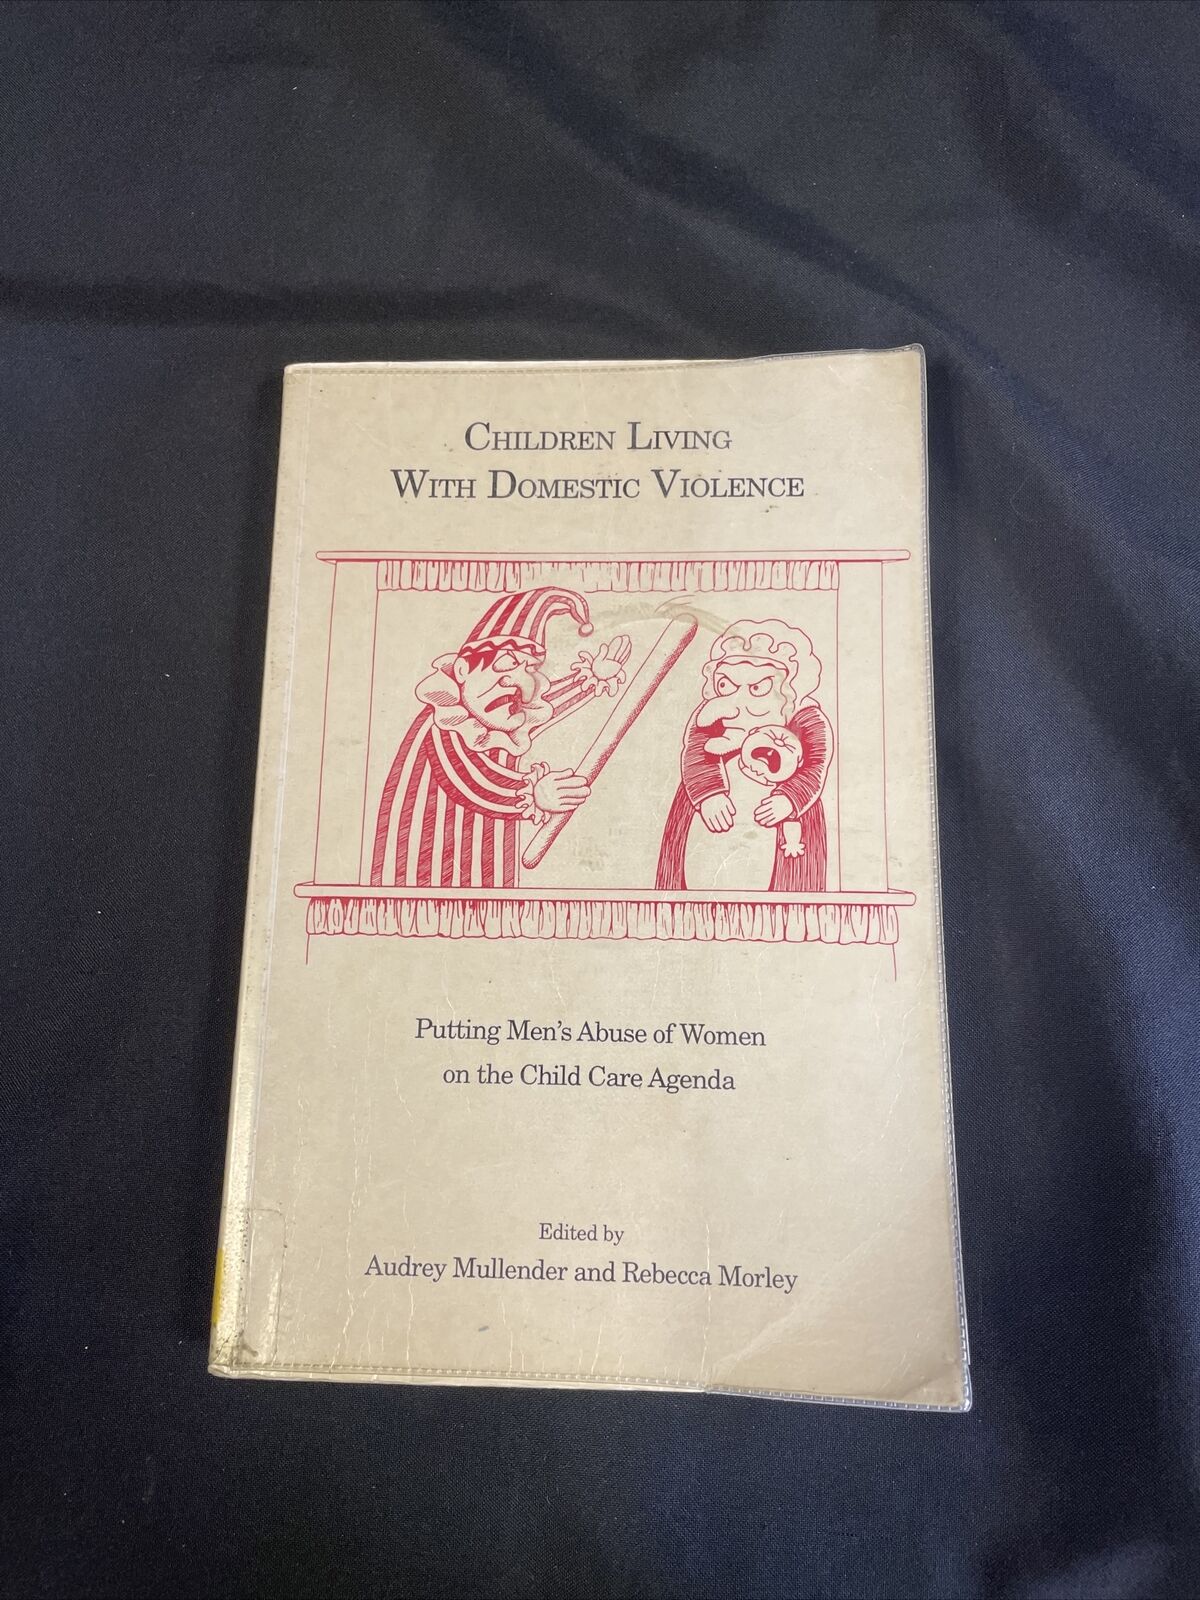 CHILDREN LIVING
WITH DOMESTIC VIOLENCE
Putting Men's Abuse of Women
on the Child Care Agenda
Edited by
Audrey Mullender and Rebecca Morley